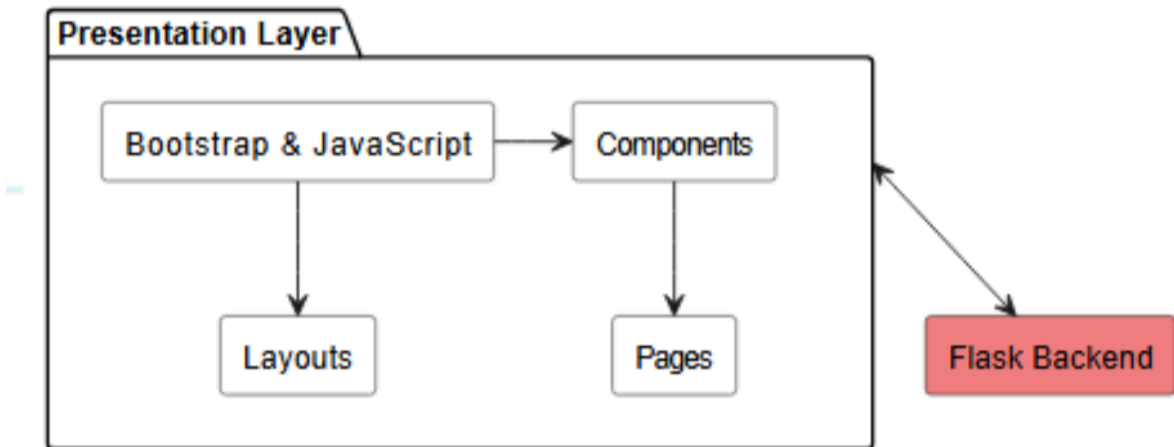 Presentation Layer
Bootstrap & JavaScript
Components
Layouts
Pages
Flask Backend